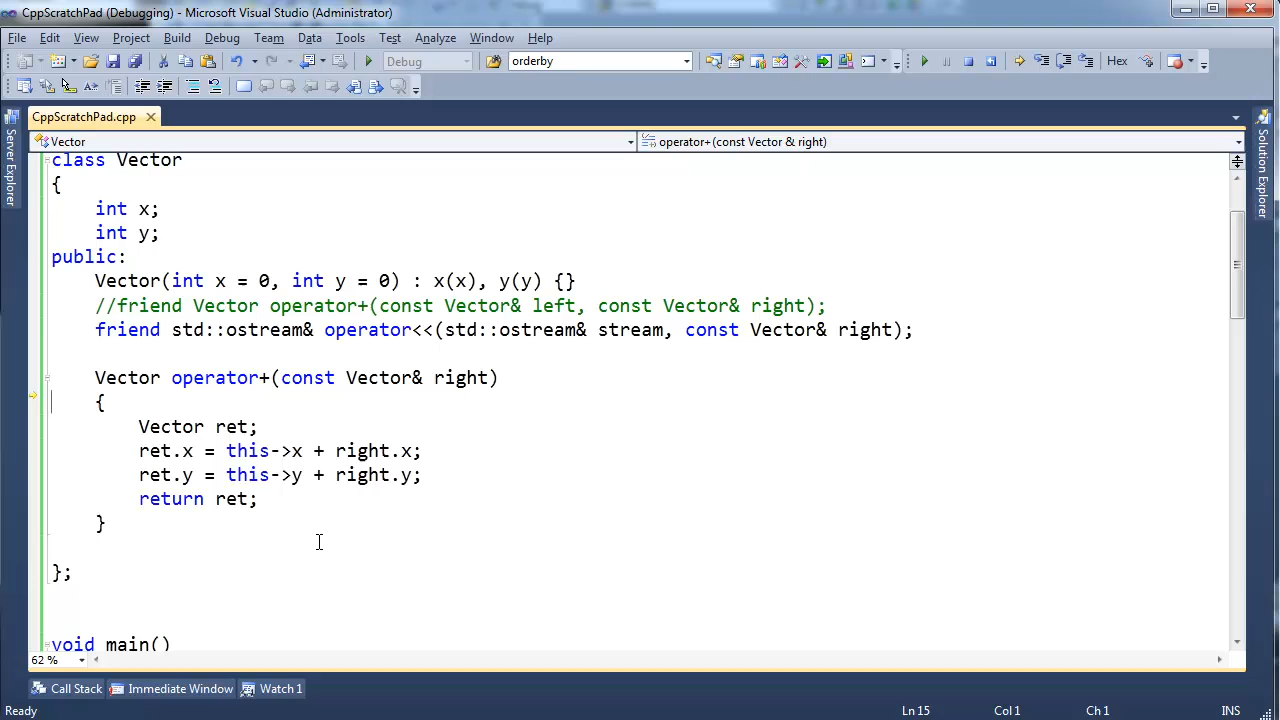 CppScratchPad (Debugging) - Microsoft Visual Studio (Administrator)
File Edit View Project Build Debug Team Data Tools Test Analyze Window Help
Debug orderby Hex
CppScratchPad.cpp
Vector operator+(const Vector & right)
Server Explorer
Solution Explorer
class Vector
{
int x;
int y;
public:
Vector(int x = 0, int y = 0) : x(x), y(y) {}
//friend Vector operator+(const Vector& left, const Vector& right);
friend std::ostream& operator<<(std::ostream& stream, const Vector& right);
Vector operator+(const Vector& right)
{
Vector ret;
ret.x = this->x + right.x;
ret.y = this->y + right.y;
return ret;
}
};
void main()
62 %
Call Stack Immediate Window Watch 1
Ready Ln 15 Col 1 Ch 1 INS